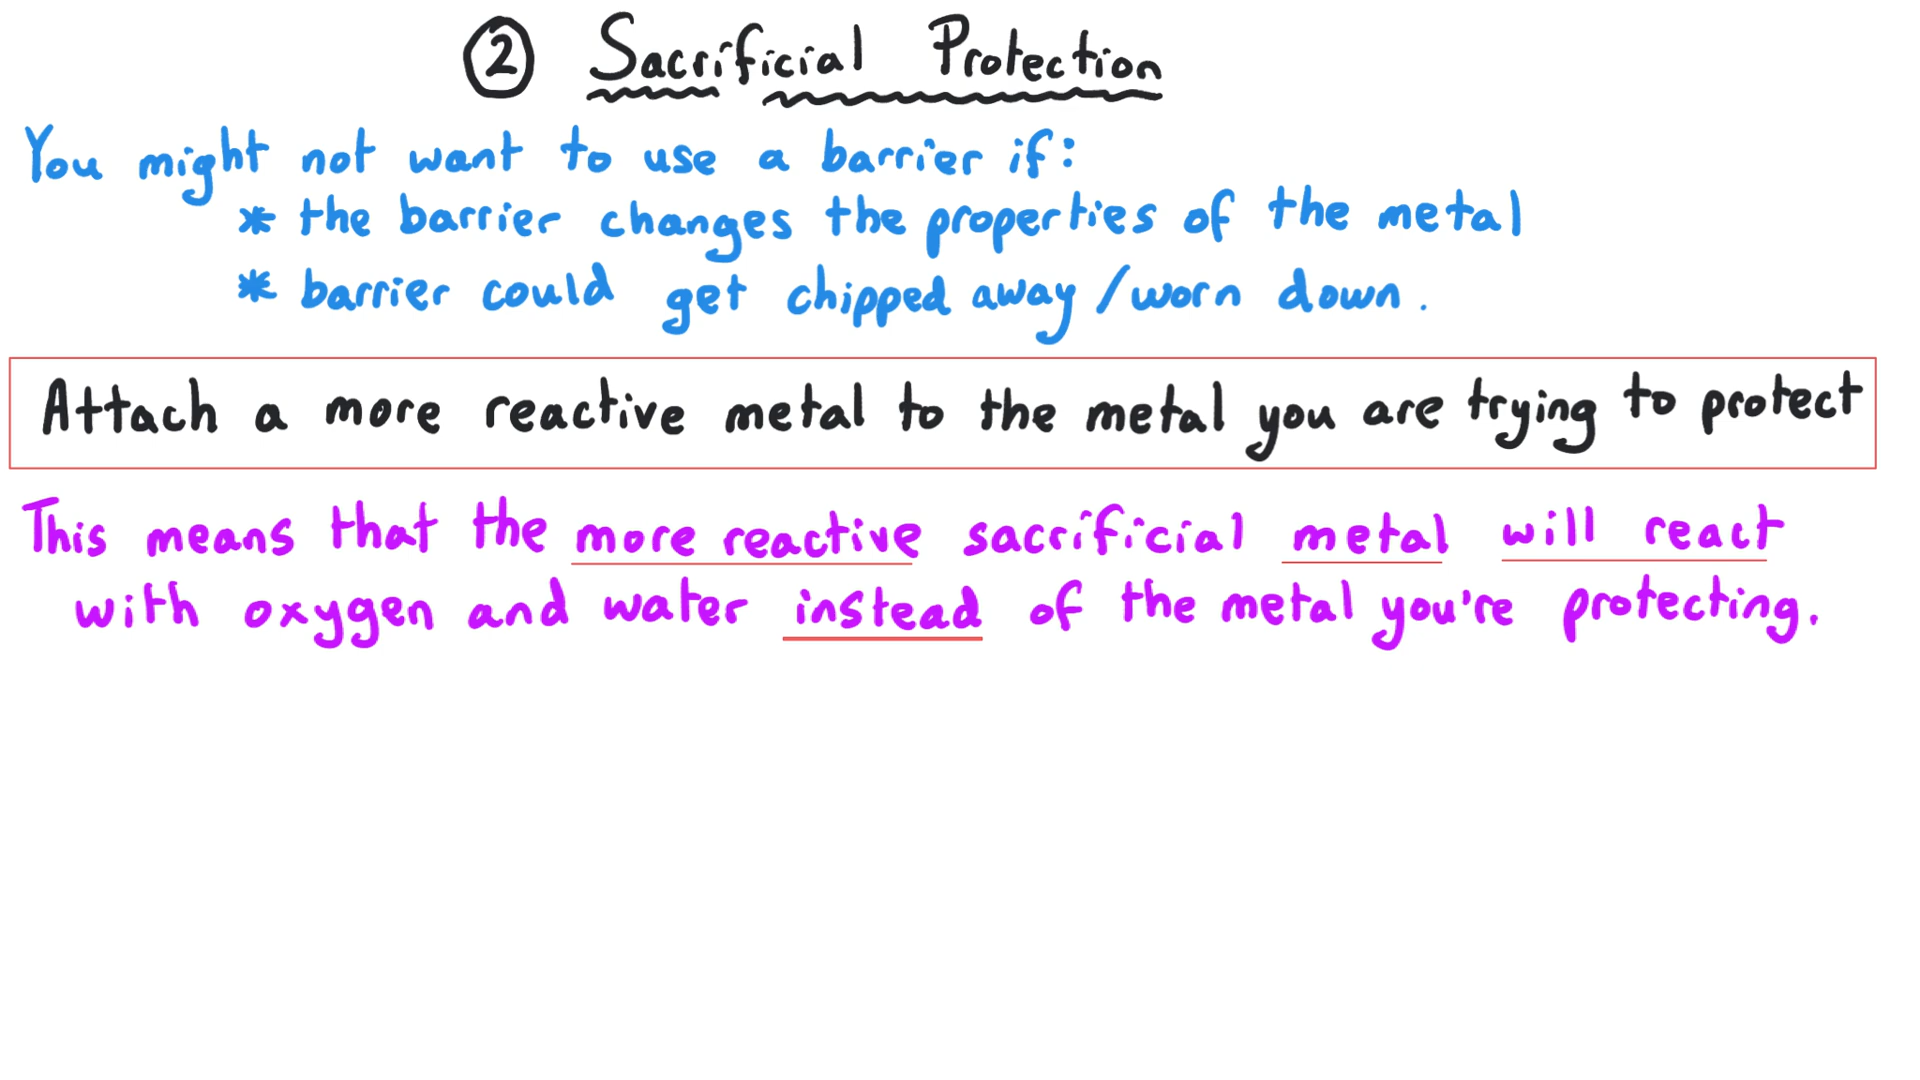 ② Sacrificial Protection
You might not want to use a barrier if:
* the barrier changes the properties of the metal
* barrier could get chipped away/worn down.
Attach a more reactive metal to the metal you are trying to protect
This means that the more reactive sacrificial metal will react
with oxygen and water instead of the metal you're protecting.